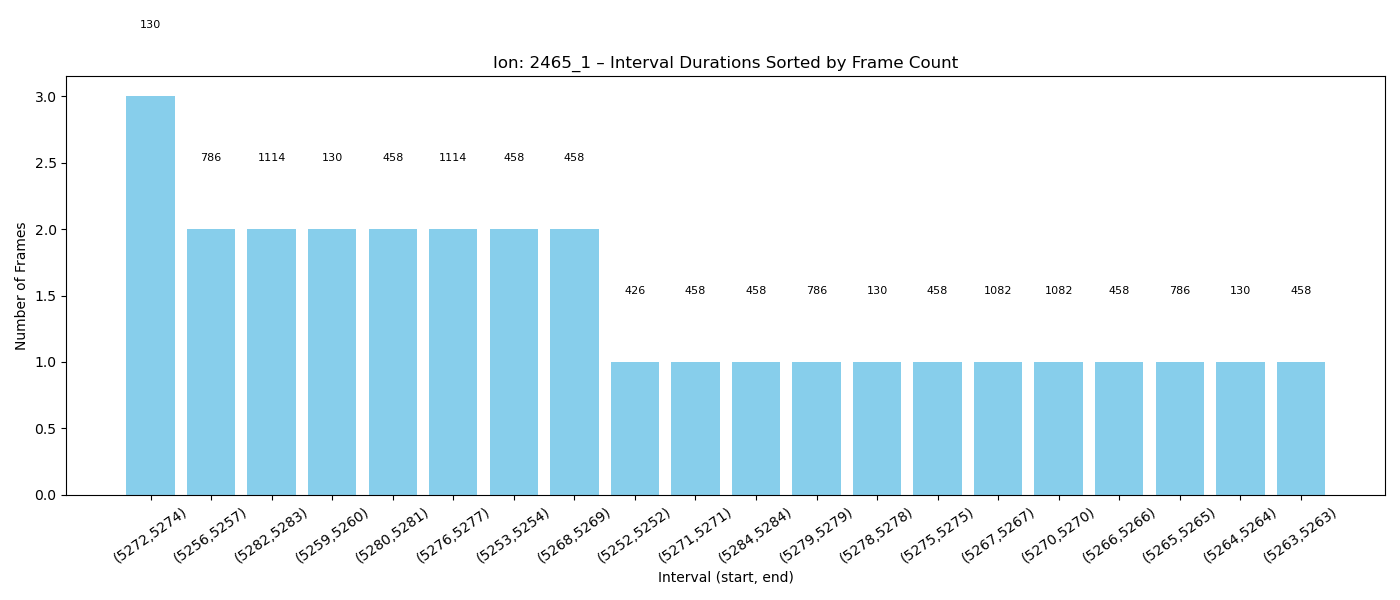 130
Ion: 2465_1 – Interval Durations Sorted by Frame Count
3.0
2.5
2.0
1.5
1.0
0.5
0.0
Number of Frames
786 1114 130 458 1114 458 458
426 458 458 786 130 458 1082 1082 458 786 130 458
(5272,5274) (5256,5257) (5282,5283) (5259,5260) (5280,5281) (5276,5277) (5253,5254) (5268,5269) (5252,5252) (5271,5271) (5284,5284) (5279,5279) (5278,5278) (5275,5275) (5267,5267) (5270,5270) (5266,5266) (5265,5265) (5264,5264) (5263,5263)
Interval (start, end)